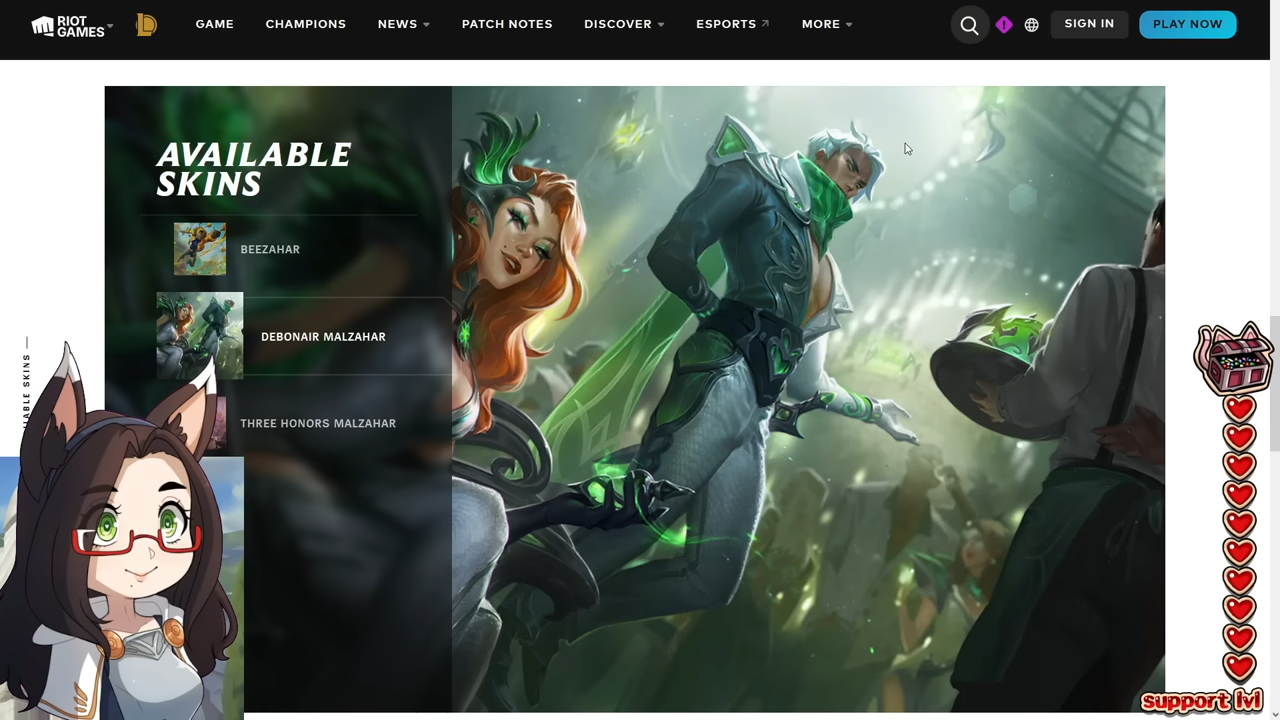 RIOT
GAMES
GAME
CHAMPIONS
NEWS
PATCH NOTES
DISCOVER
ESPORTS
MORE
SIGN IN
PLAY NOW
AVAILABLE
SKINS
BEEZAHAR
DEBONAIR MALZAHAR
THREE HONORS MALZAHAR
SKINS
support lvl